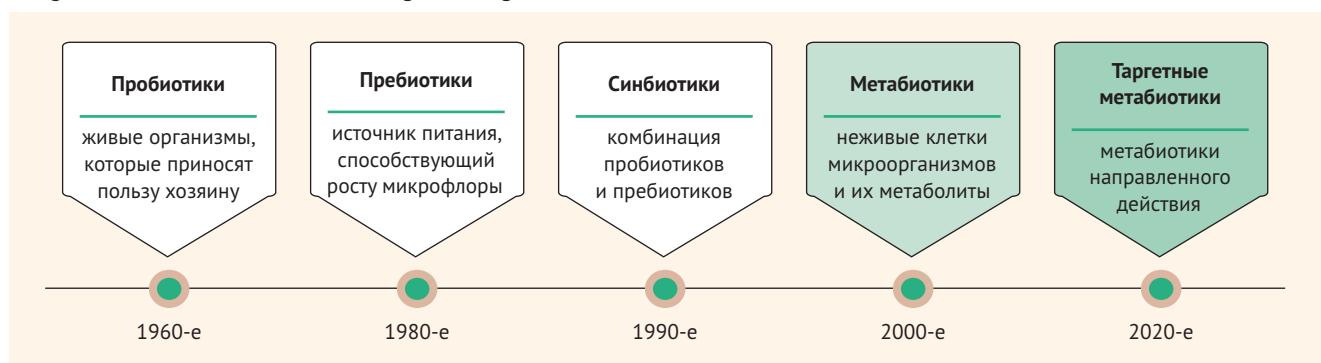 Пробиотики
живые организмы,
которые приносят
пользу хозяину
Пребиотики
источник питания,
способствующий
росту микрофлоры
Синбиотики
комбинация
пробиотиков
и пребиотиков
Метабиотики
неживые клетки
микроорганизмов
и их метаболиты
Таргетные
метабиотики
метабиотики
направленного
действия
1960-е
1980-е
1990-е
2000-е
2020-е